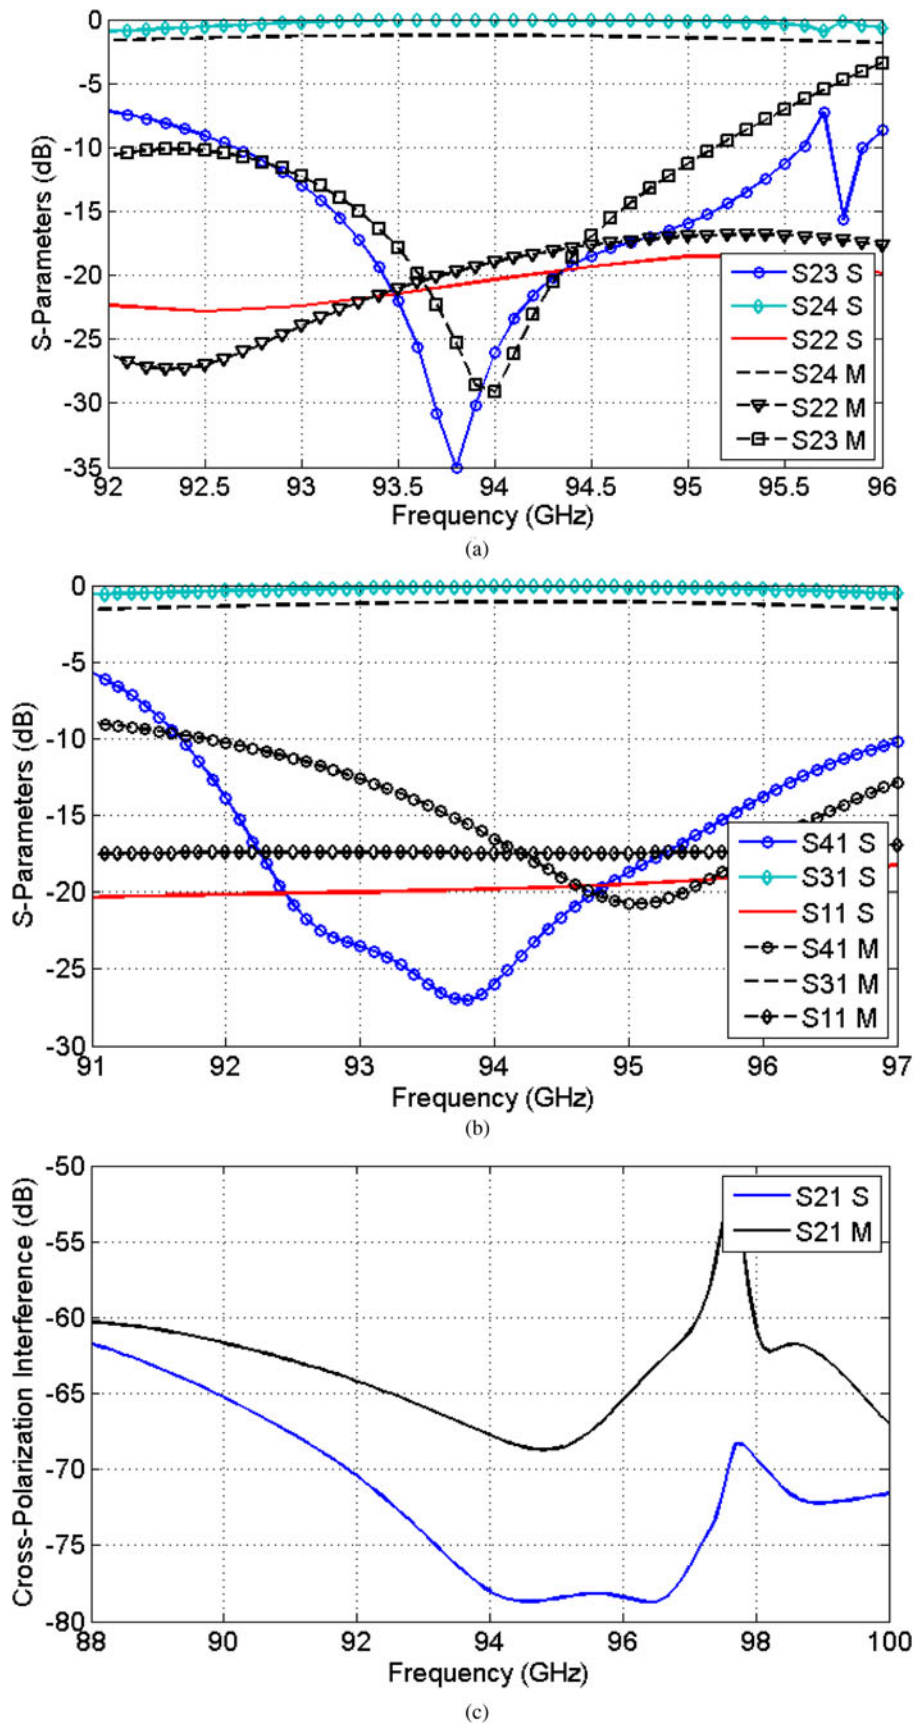 0
-5
-10
-15
-20
-25
-30
-35
S-Parameters (dB)
S23 S
S24 S
S22 S
S24 M
S22 M
S23 M
92 92.5 93 93.5 94 94.5 95 95.5 96
Frequency (GHz)
(a)
0
-5
-10
-15
-20
-25
-30
S-Parameters (dB)
S41 S
S31 S
S11 S
S41 M
S31 M
S11 M
91 92 93 94 95 96 97
Frequency (GHz)
(b)
-50
-55
-60
-65
-70
-75
-80
Cross-Polarization Interference (dB)
S21 S
S21 M
88 90 92 94 96 98 100
Frequency (GHz)
(c)